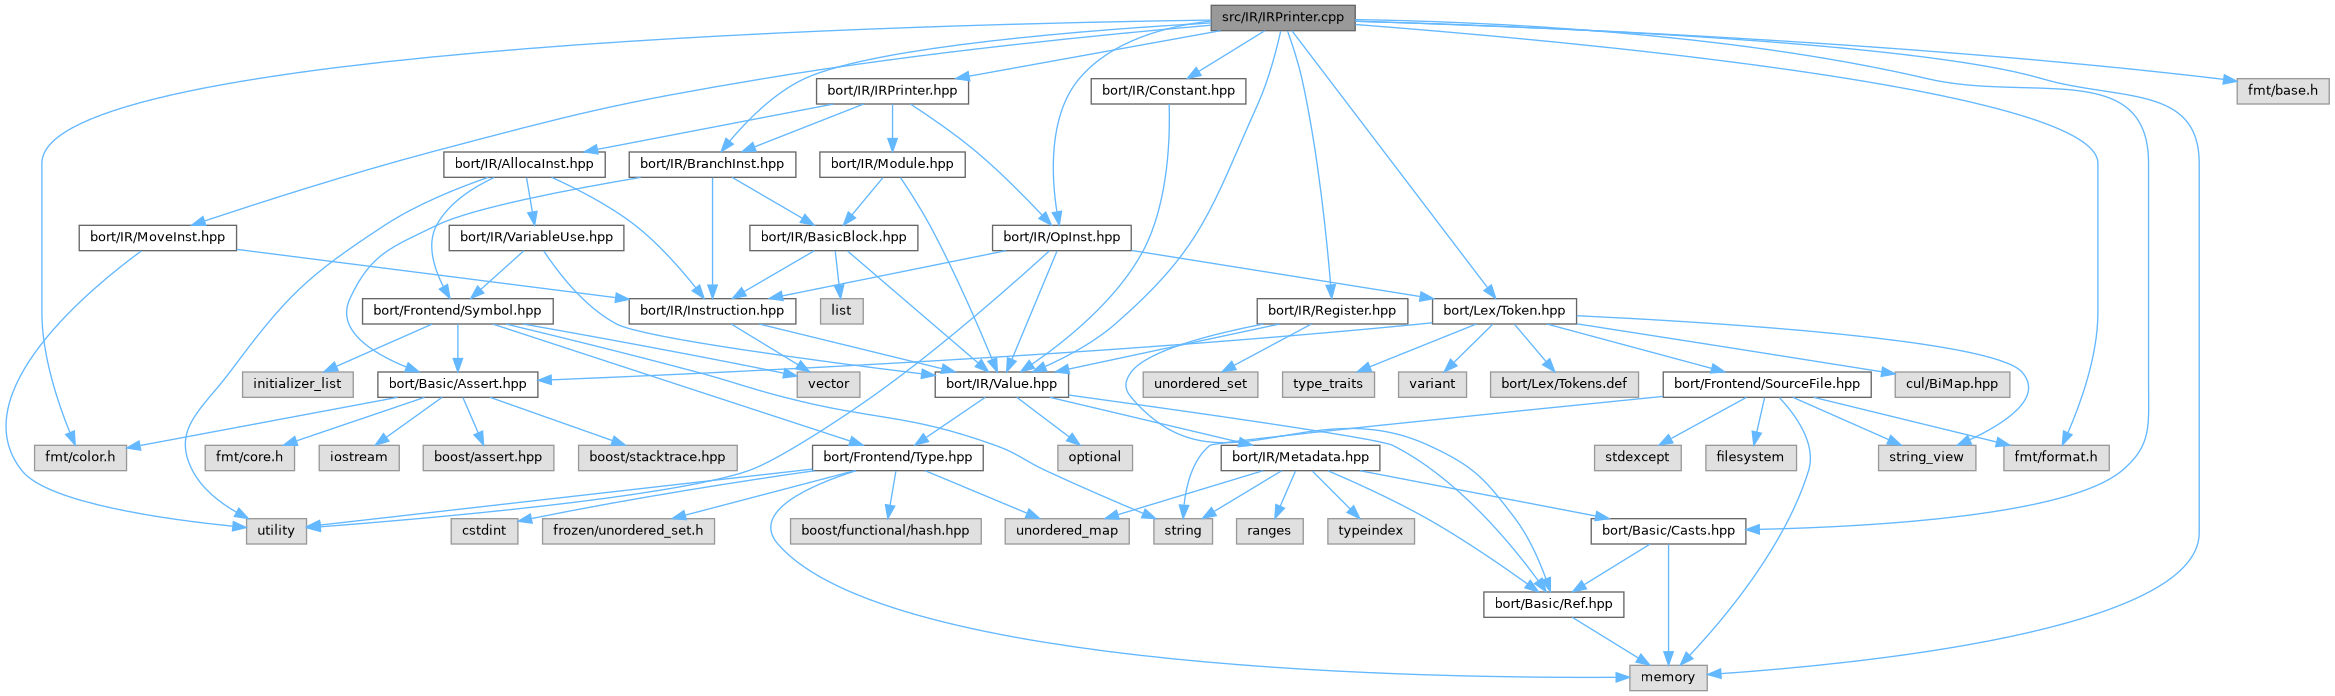 src/IR/IRPrinter.cpp
bort/IR/IRPrinter.hpp
bort/IR/Constant.hpp
fmt/base.h
bort/IR/AllocaInst.hpp
bort/IR/BranchInst.hpp
bort/IR/Module.hpp
bort/IR/MoveInst.hpp
bort/IR/VariableUse.hpp
bort/IR/BasicBlock.hpp
bort/IR/OpInst.hpp
bort/Frontend/Symbol.hpp
bort/IR/Instruction.hpp
list
bort/IR/Register.hpp
bort/Lex/Token.hpp
initializer_list
bort/Basic/Assert.hpp
vector
bort/IR/Value.hpp
unordered_set
type_traits
variant
bort/Lex/Tokens.def
bort/Frontend/SourceFile.hpp
cul/BiMap.hpp
fmt/color.h
fmt/core.h
iostream
boost/assert.hpp
boost/stacktrace.hpp
bort/Frontend/Type.hpp
optional
bort/IR/Metadata.hpp
stdexcept
filesystem
string_view
fmt/format.h
utility
cstdint
frozen/unordered_set.h
boost/functional/hash.hpp
unordered_map
string
ranges
typeindex
bort/Basic/Casts.hpp
bort/Basic/Ref.hpp
memory